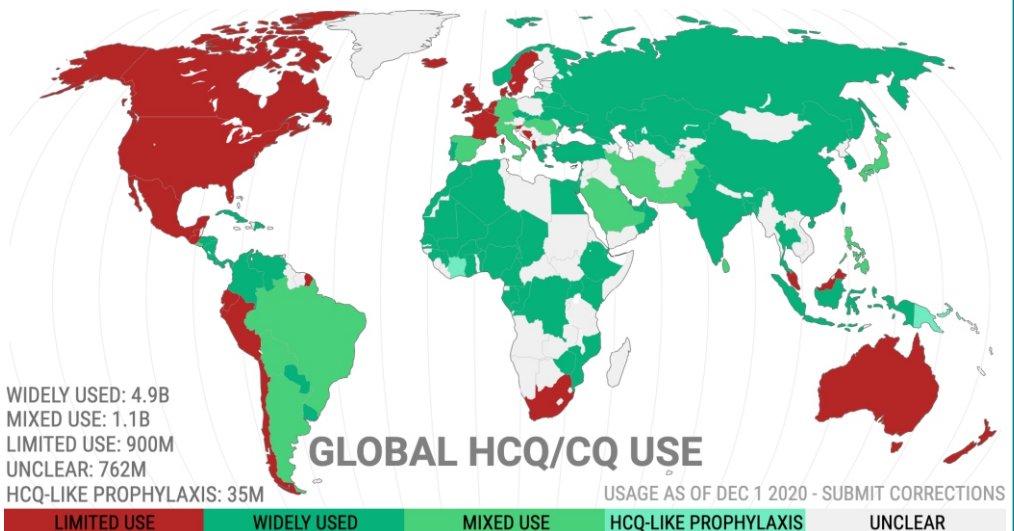 WIDELY USED: 4.9B
MIXED USE: 1.1B
LIMITED USE: 900M
UNCLEAR: 762M
HCQ-LIKE PROPHYLAXIS: 35M
GLOBAL HCQ/CQ USE
USAGE AS OF DEC 1 2020 - SUBMIT CORRECTIONS
LIMITED USE WIDELY USED MIXED USE HCQ-LIKE PROPHYLAXIS UNCLEAR